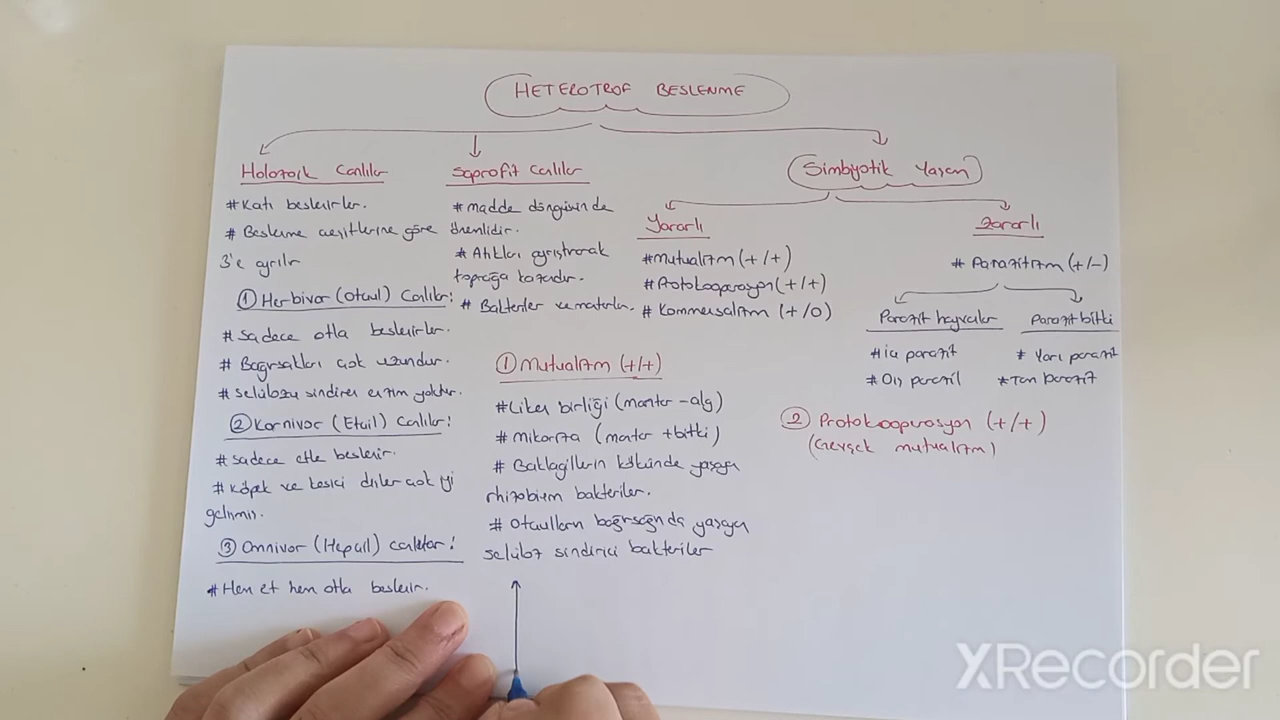 HETEROTROF BESLENME
Holozoik Canlılar
#Katı beslenirler.
# Beslenme çeşitlerine göre
3'e ayrılır
① Herbivor (Otçul) Canlılar:
#Sadece otla beslenirler.
# Bağırsakları çok uzundur.
#Selülozu sindiren enzim yoktur.
② Karnivor (Etçil) Canlılar:
#Sadece etle beslenir.
#Köpek ve kesici dişler çok iyi
gelişmiş.
③ Omnivor (Hepçil) Canlılar:
#Hem et hem otla beslenir.
Saprofit Canlılar
#madde döngüsünde
önemlidir.
# Atıkları ayrıştırarak
toprağa kazandır.
# Bakteriler ve mantarlar.
Simbiyotik Yaşam
Yararlı
#Mutualizm (+/+)
#Protokooperasyon (+/+)
# Kommensalizm (+/0)
Zararlı
# Parazitizm (+/-)
Parazit hayvanlar
#iç parazit
#Dış parazit
Parazit bitki
* Yarı parazit
*Tam parazit
① Mutualizm (+/+)
#Liken birliği (mantar-alg)
# mikoriza (mantar +bitki)
# Baklagillerin kökünde yaşayan
rhizobium bakteriler.
# Otçulların bağırsağında yaşayan
selüloz sindirici bakteriler
② Protokooperasyon (+/+)
(Gevşek mutualizm)
XRecorder